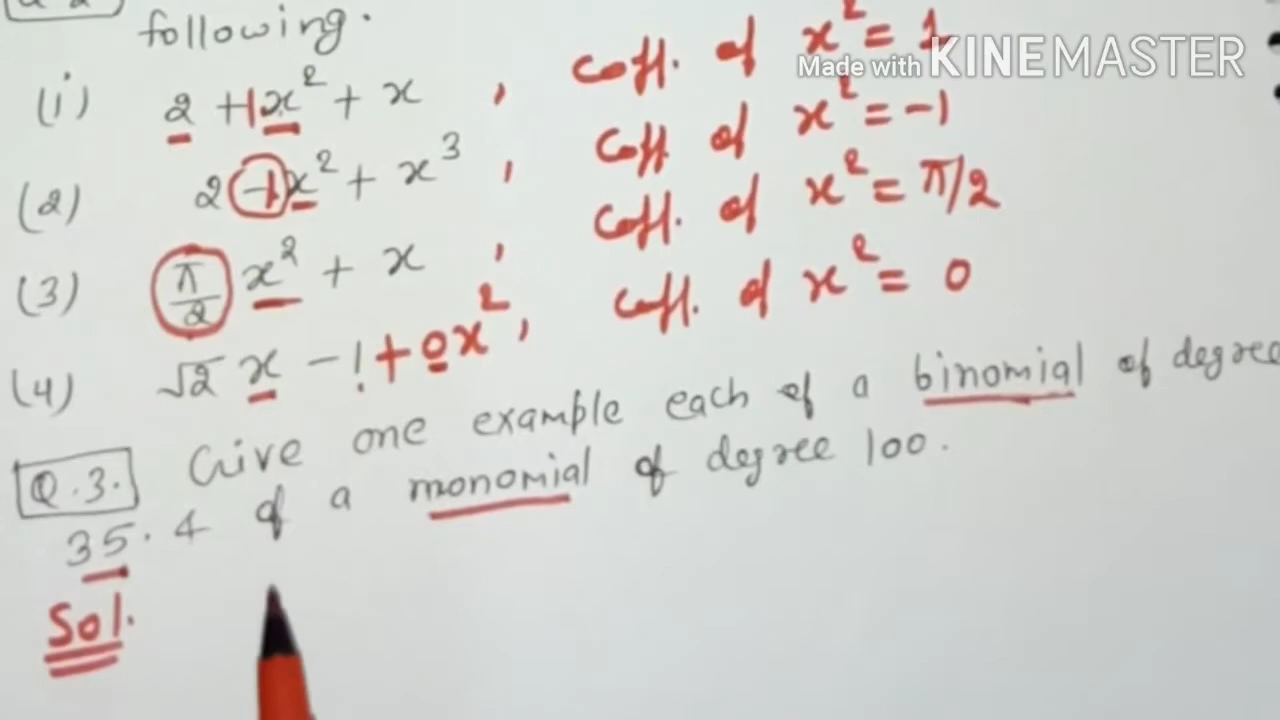 following.
(i) 2 + 1x² + x , Coff. of x² = 1
Made with KINEMASTER
(2) 2 -1x² + x³ , Coff of x² = -1
(3) π/2 x² + x , Coff. of x² = π/2
(4) √2 x - 1 + 0x² , Coff. of x² = 0
Q.3. Give one example each of a binomial of degree
35. 4 of a monomial of degree 100.
Sol.